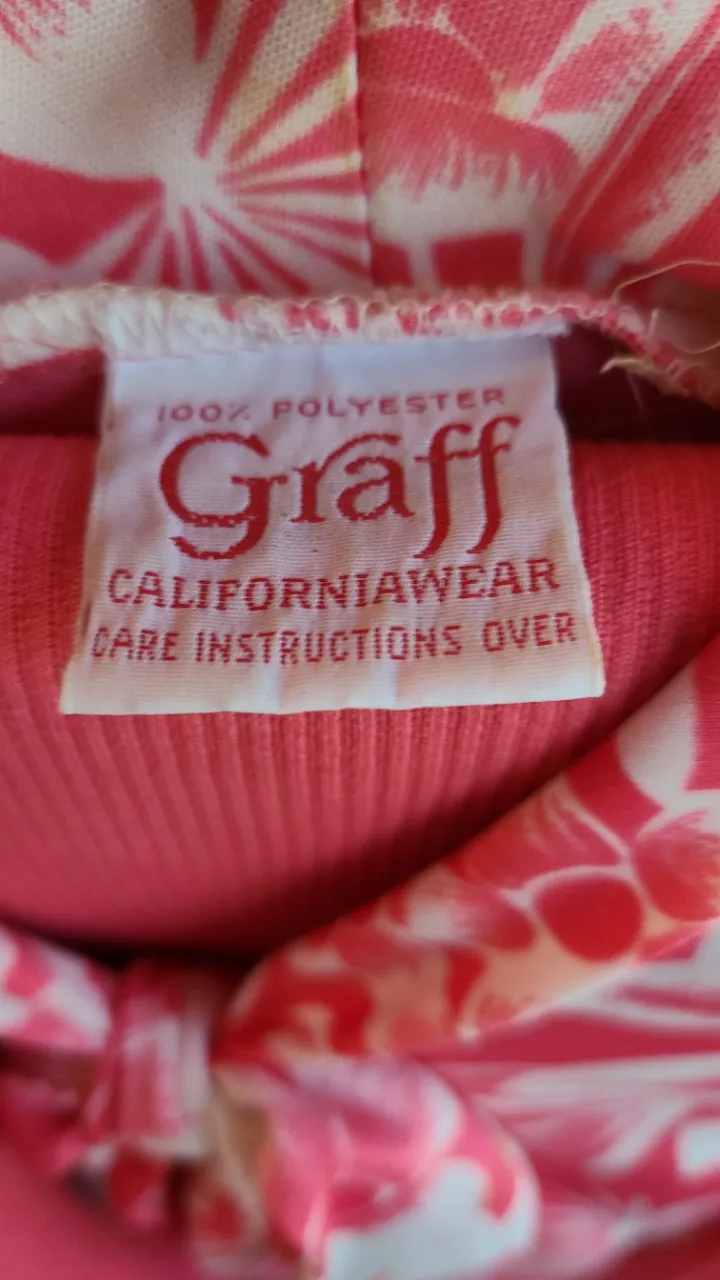 100% POLYESTER
Graff
CALIFORNIAWEAR
CARE INSTRUCTIONS OVER